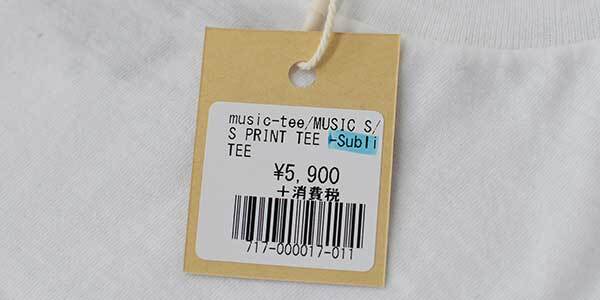 music-tee/MUSIC S/
S PRINT TEE -Subli
TEE
¥5,900
+消費税
717-000017-011